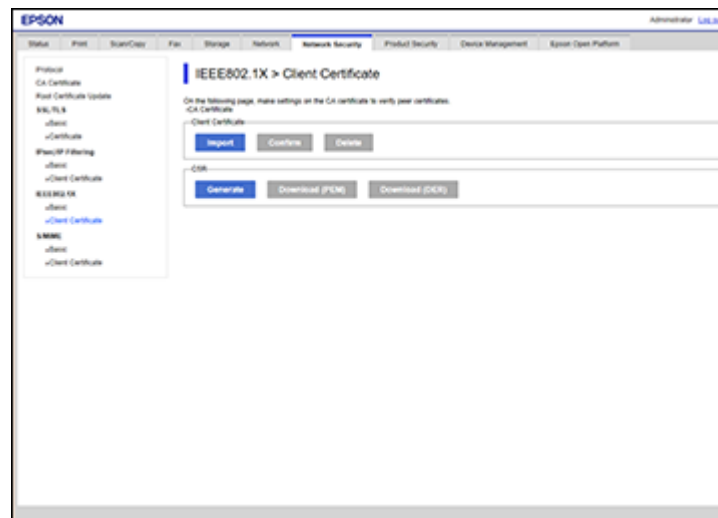 EPSON
Administrator Log out
Status Print Scan/Copy Fax Storage Network Network Security Product Security Device Management Epson Open Platform
Protocol
CA Certificate
Root Certificate Update
SSL/TLS
»Basic
»Certificate
IPsec/IP Filtering
»Basic
»Client Certificate
IEEE802.1X
»Basic
»Client Certificate
S/MIME
»Basic
»Client Certificate
IEEE802.1X > Client Certificate
On the following page, make settings on the CA certificate to verify peer certificates.
-CA Certificate
Client Certificate
Import Confirm Delete
CSR
Generate Download (PEM) Download (DER)